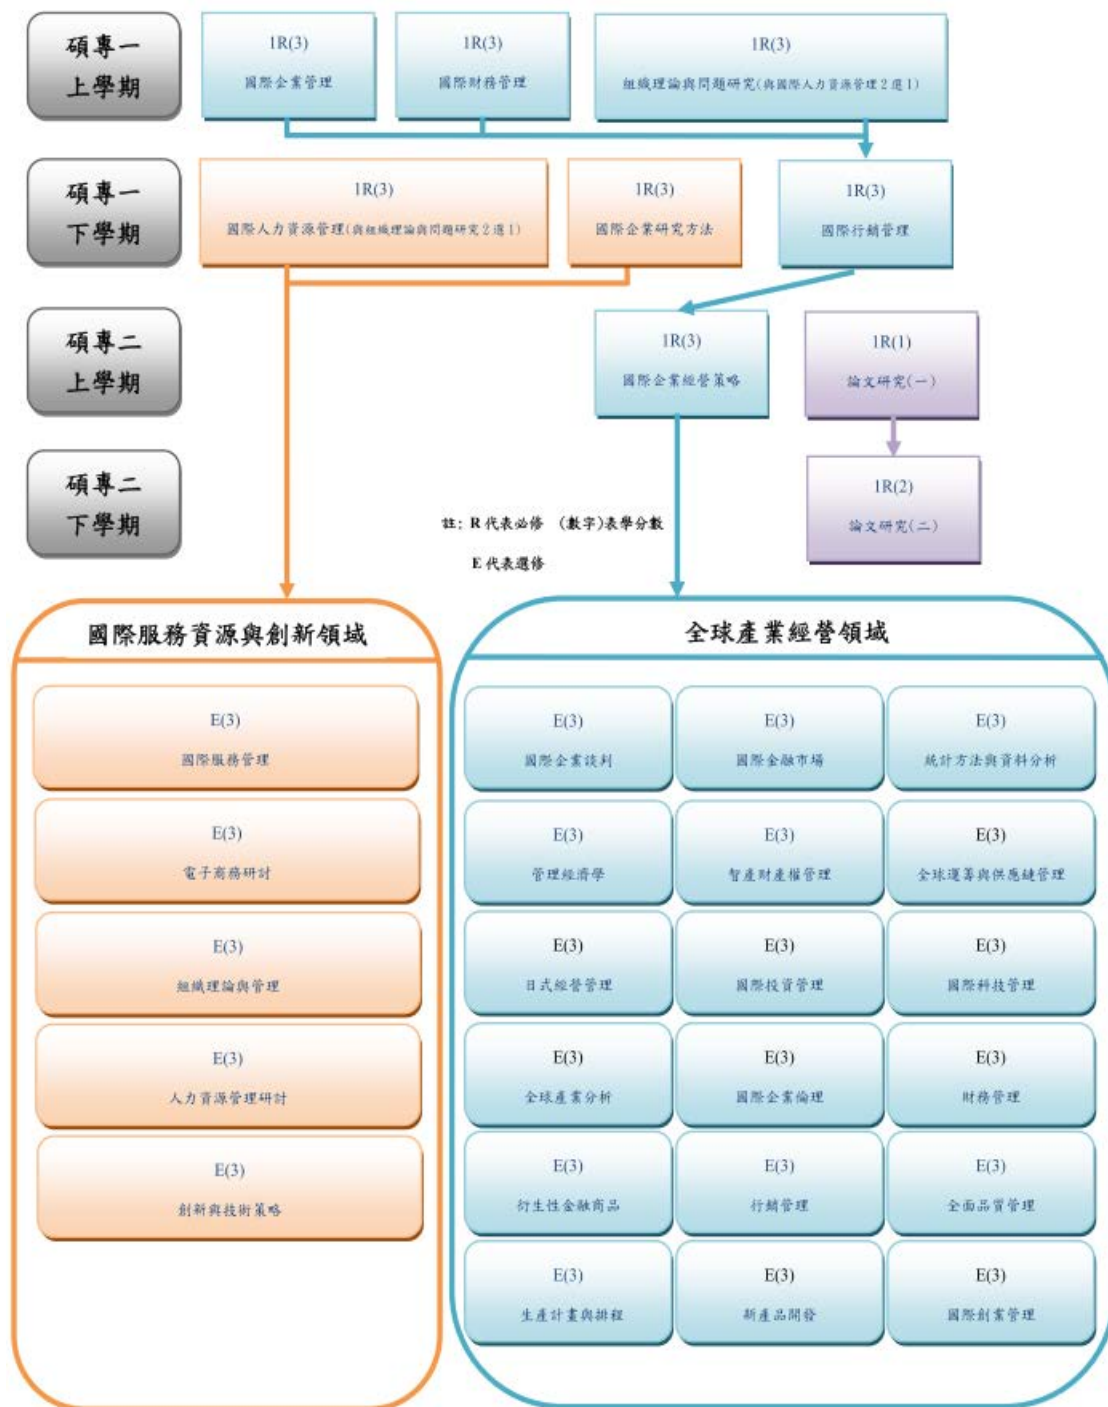 碩專一
上學期
1R(3)
國際企業管理
1R(3)
國際財務管理
1R(3)
組織理論與問題研究(與國際人力資源管理2選1)
碩專一
下學期
1R(3)
國際人力資源管理(與組織理論與問題研究2選1)
1R(3)
國際企業研究方法
1R(3)
國際行銷管理
碩專二
上學期
1R(3)
國際企業經營策略
1R(1)
論文研究(一)
碩專二
下學期
1R(2)
論文研究(二)
註: R 代表必修 (數字)表學分數
E 代表選修
國際服務資源與創新領域
E(3)
國際服務管理
E(3)
電子商務研討
E(3)
組織理論與管理
E(3)
人力資源管理研討
E(3)
創新與技術策略
全球產業經營領域
E(3)
國際企業談判
E(3)
國際金融市場
E(3)
統計方法與資料分析
E(3)
管理經濟學
E(3)
智產財產權管理
E(3)
全球運籌與供應鏈管理
E(3)
日式經營管理
E(3)
國際投資管理
E(3)
國際科技管理
E(3)
全球產業分析
E(3)
國際企業倫理
E(3)
財務管理
E(3)
衍生性金融商品
E(3)
行銷管理
E(3)
全面品質管理
E(3)
生產計畫與排程
E(3)
新產品開發
E(3)
國際創業管理